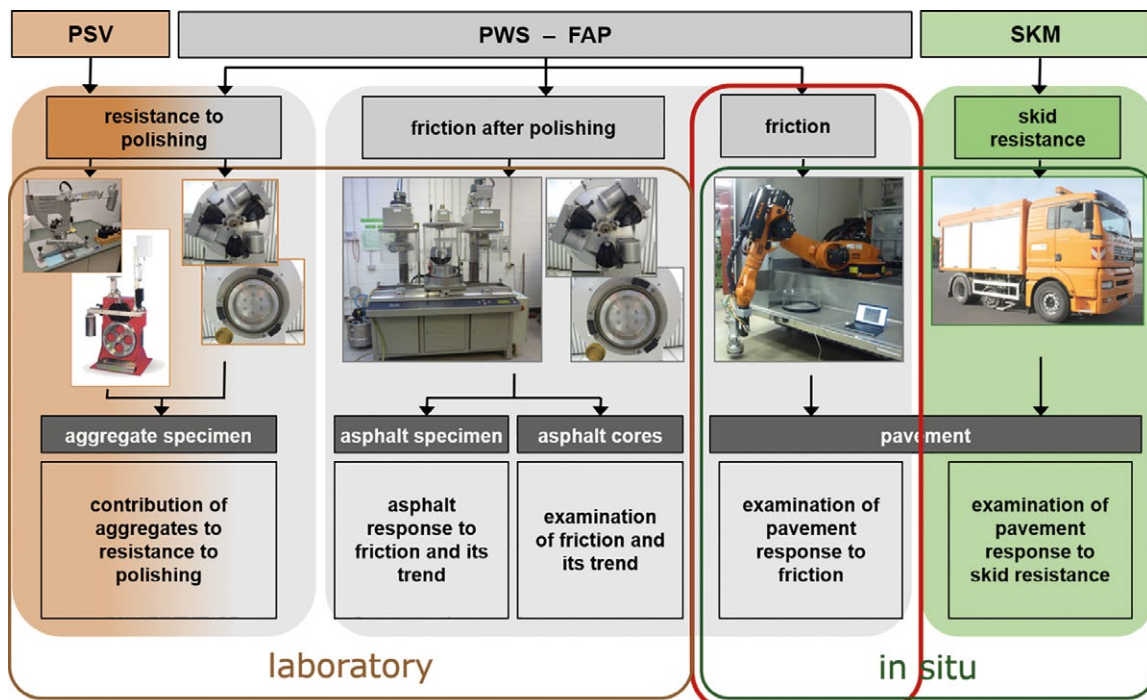 PSV
PWS – FAP
SKM
resistance to
polishing
friction after polishing
friction
skid
resistance
aggregate specimen
asphalt specimen
asphalt cores
pavement
contribution of
aggregates to
resistance to
polishing
asphalt
response to
friction and its
trend
examination
of friction and
its trend
examination of
pavement
response to
friction
examination of
pavement
response to
skid resistance
laboratory
in situ